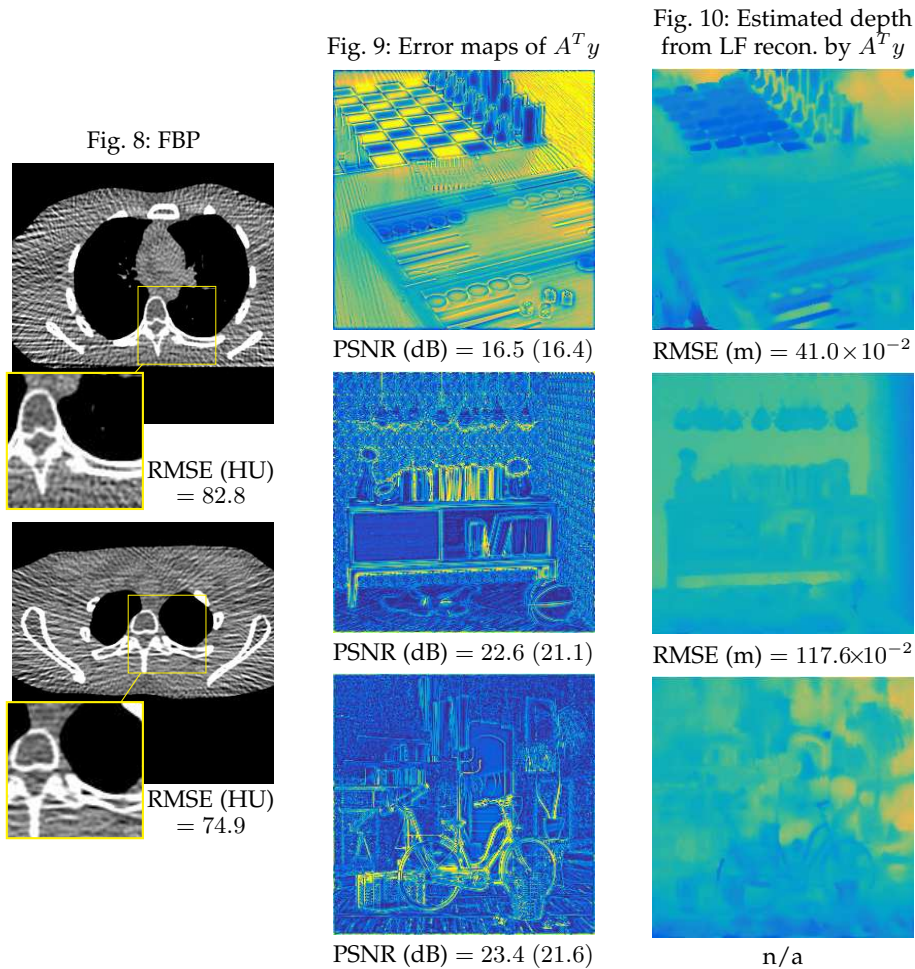 Fig. 8: FBP
RMSE (HU)
= 82.8
RMSE (HU)
= 74.9
Fig. 9: Error maps of $A^T y$
PSNR (dB) = 16.5 (16.4)
PSNR (dB) = 22.6 (21.1)
PSNR (dB) = 23.4 (21.6)
Fig. 10: Estimated depth
from LF recon. by $A^T y$
RMSE (m) = 41.0×10⁻²
RMSE (m) = 117.6×10⁻²
n/a